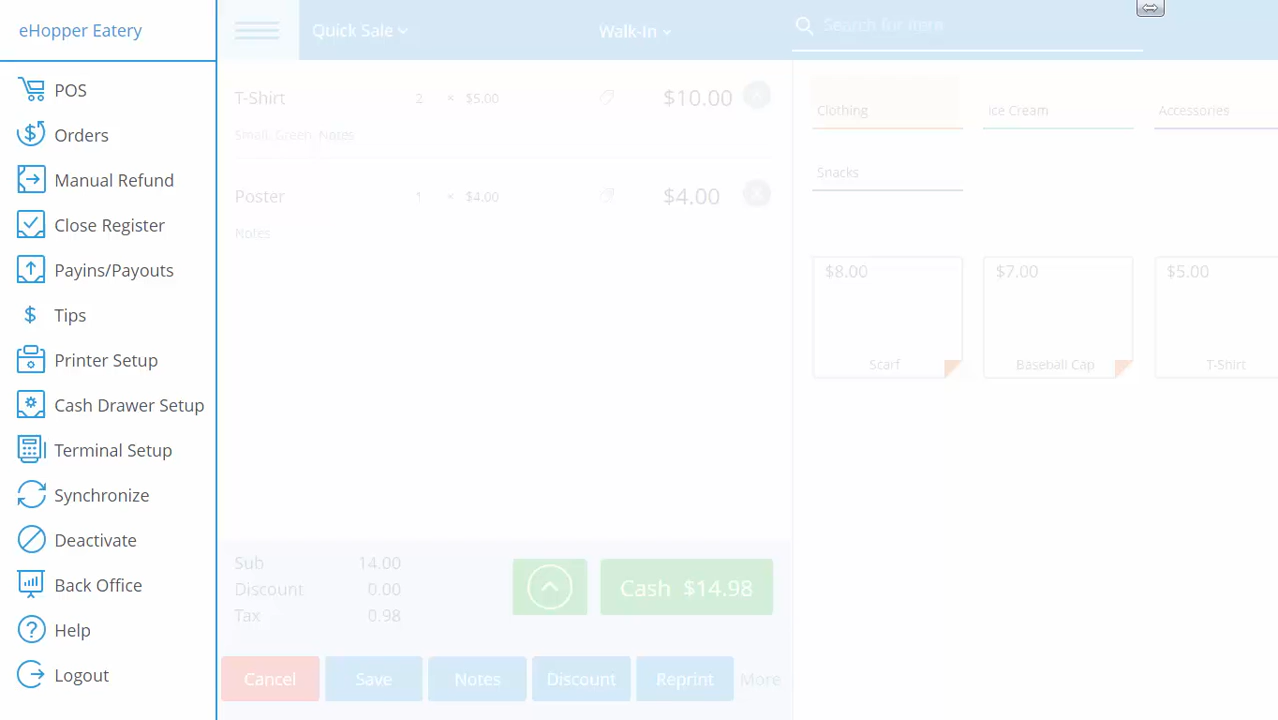 eHopper Eatery
POS
Orders
Manual Refund
Close Register
Payins/Payouts
Tips
Printer Setup
Cash Drawer Setup
Terminal Setup
Synchronize
Deactivate
Back Office
Help
Logout
Quick Sale
Walk-In
Search for item
T-Shirt 2 × $5.00 $10.00
Small, Green, Notes
Poster 1 × $4.00 $4.00
Notes
Sub 14.00
Discount 0.00
Tax 0.98
Cash $14.98
Cancel Save Notes Discount Reprint More
Clothing Ice Cream Accessories
Snacks
$8.00 $7.00 $5.00
Scarf Baseball Cap T-Shirt